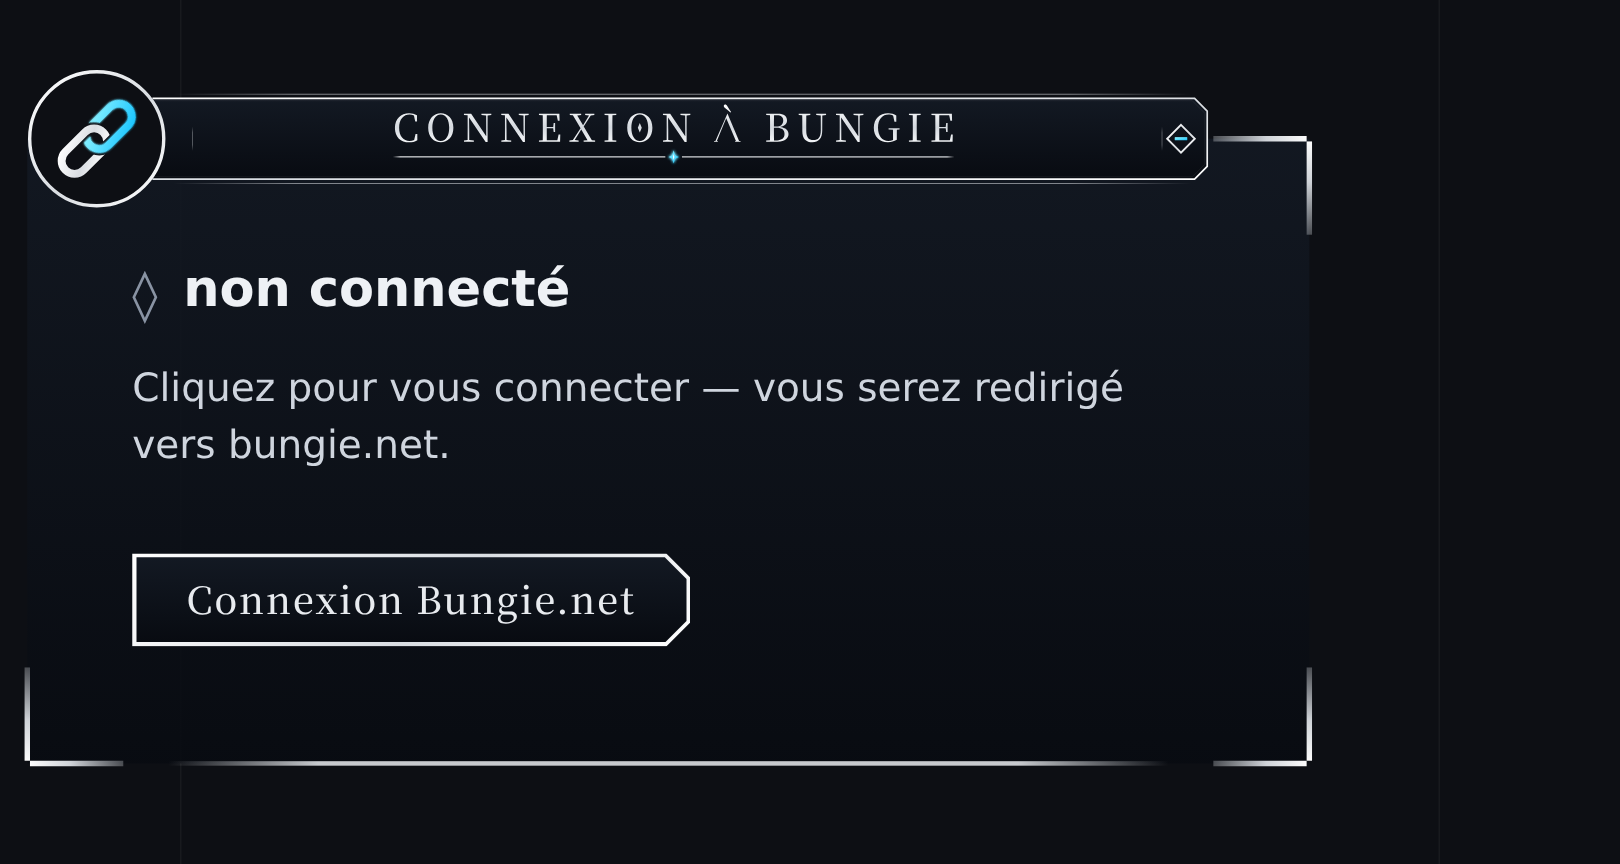 CONNEXION À BUNGIE
non connecté
Cliquez pour vous connecter — vous serez redirigé
vers bungie.net.
Connexion Bungie.net